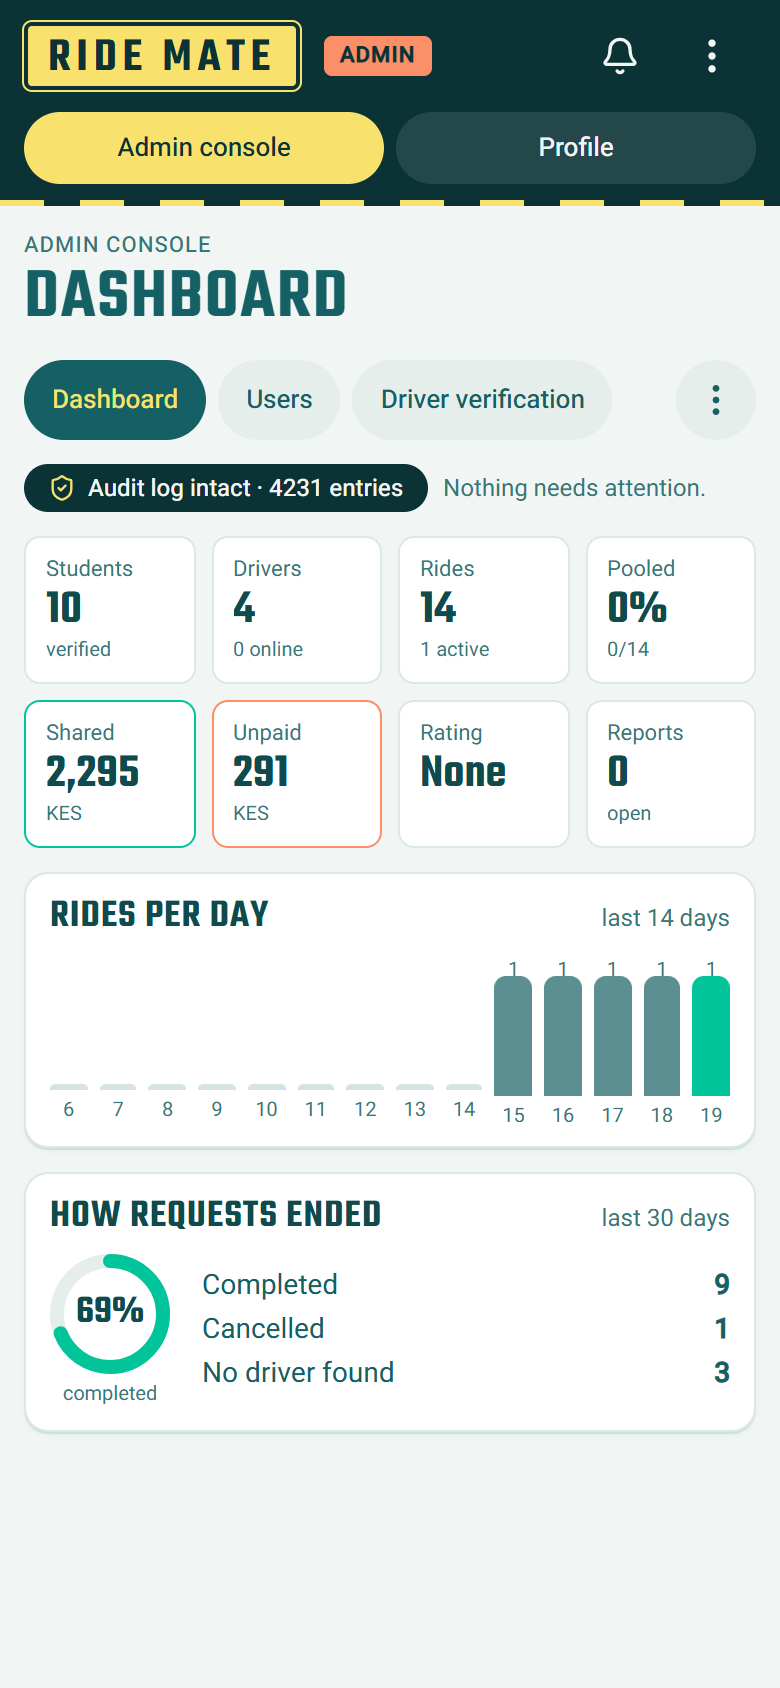 RIDE MATE ADMIN
Admin console Profile
ADMIN CONSOLE
DASHBOARD
Dashboard Users Driver verification
Audit log intact · 4231 entries Nothing needs attention.
Students Drivers Rides Pooled
10 4 14 0%
verified 0 online 1 active 0/14
Shared Unpaid Rating Reports
2,295 291 None 0
KES KES open
RIDES PER DAY last 14 days
1 1 1 1 1
6 7 8 9 10 11 12 13 14 15 16 17 18 19
HOW REQUESTS ENDED last 30 days
69%
completed
Completed 9
Cancelled 1
No driver found 3